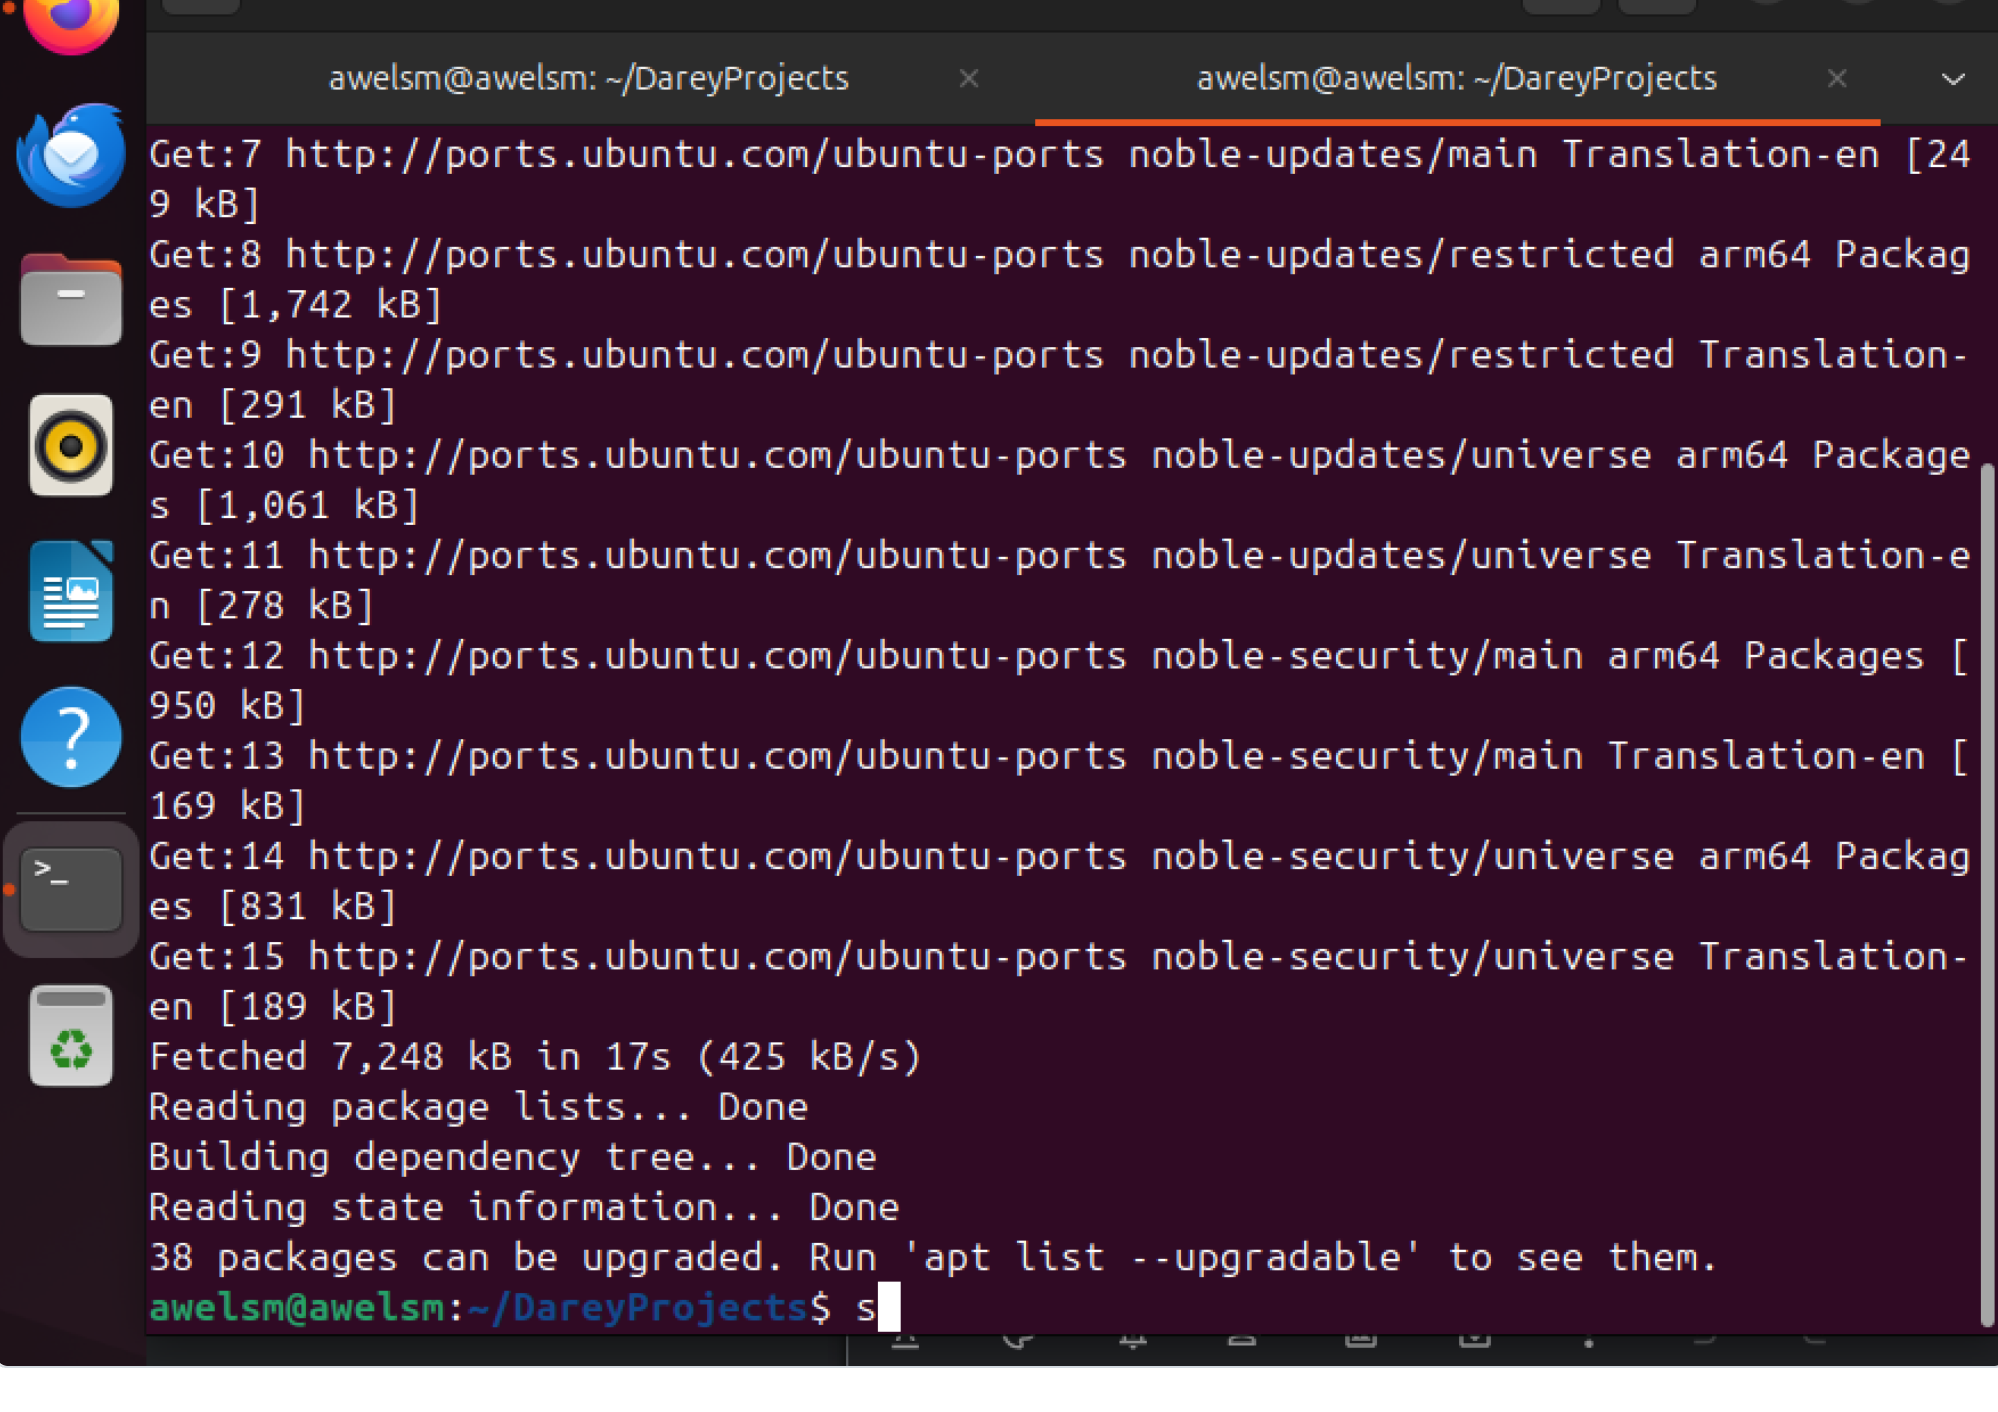 awelsm@awelsm: ~/DareyProjects
awelsm@awelsm: ~/DareyProjects
Get:7 http://ports.ubuntu.com/ubuntu-ports noble-updates/main Translation-en [24
9 kB]
Get:8 http://ports.ubuntu.com/ubuntu-ports noble-updates/restricted arm64 Packag
es [1,742 kB]
Get:9 http://ports.ubuntu.com/ubuntu-ports noble-updates/restricted Translation-
en [291 kB]
Get:10 http://ports.ubuntu.com/ubuntu-ports noble-updates/universe arm64 Package
s [1,061 kB]
Get:11 http://ports.ubuntu.com/ubuntu-ports noble-updates/universe Translation-e
n [278 kB]
Get:12 http://ports.ubuntu.com/ubuntu-ports noble-security/main arm64 Packages [
950 kB]
Get:13 http://ports.ubuntu.com/ubuntu-ports noble-security/main Translation-en [
169 kB]
Get:14 http://ports.ubuntu.com/ubuntu-ports noble-security/universe arm64 Packag
es [831 kB]
Get:15 http://ports.ubuntu.com/ubuntu-ports noble-security/universe Translation-
en [189 kB]
Fetched 7,248 kB in 17s (425 kB/s)
Reading package lists... Done
Building dependency tree... Done
Reading state information... Done
38 packages can be upgraded. Run 'apt list --upgradable' to see them.
awelsm@awelsm:~/DareyProjects$ s